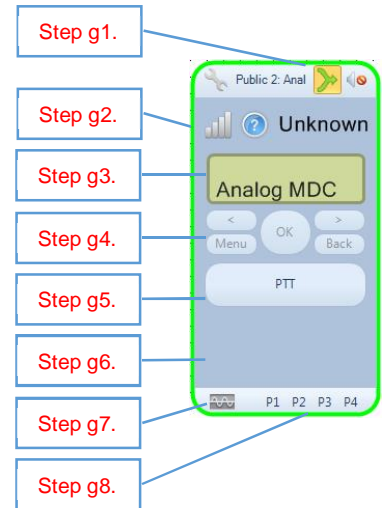 Step g1.
Public 2: Anal
Step g2.
Unknown
Step g3.
Analog MDC
Step g4.
< >
OK
Menu Back
Step g5.
PTT
Step g6.
Step g7.
P1 P2 P3 P4
Step g8.